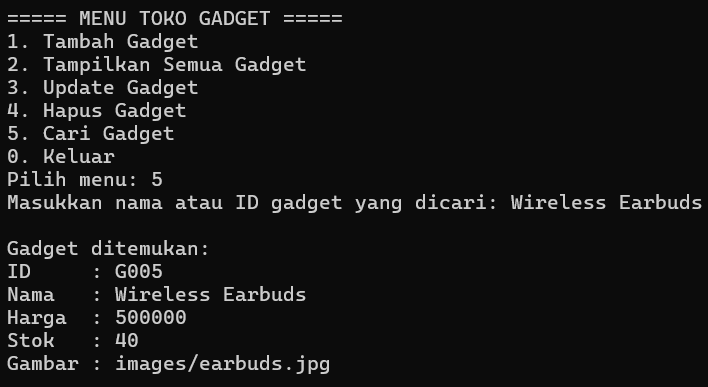 ===== MENU TOKO GADGET =====
1. Tambah Gadget
2. Tampilkan Semua Gadget
3. Update Gadget
4. Hapus Gadget
5. Cari Gadget
0. Keluar
Pilih menu: 5
Masukkan nama atau ID gadget yang dicari: Wireless Earbuds

Gadget ditemukan:
ID     : G005
Nama   : Wireless Earbuds
Harga  : 500000
Stok   : 40
Gambar : images/earbuds.jpg